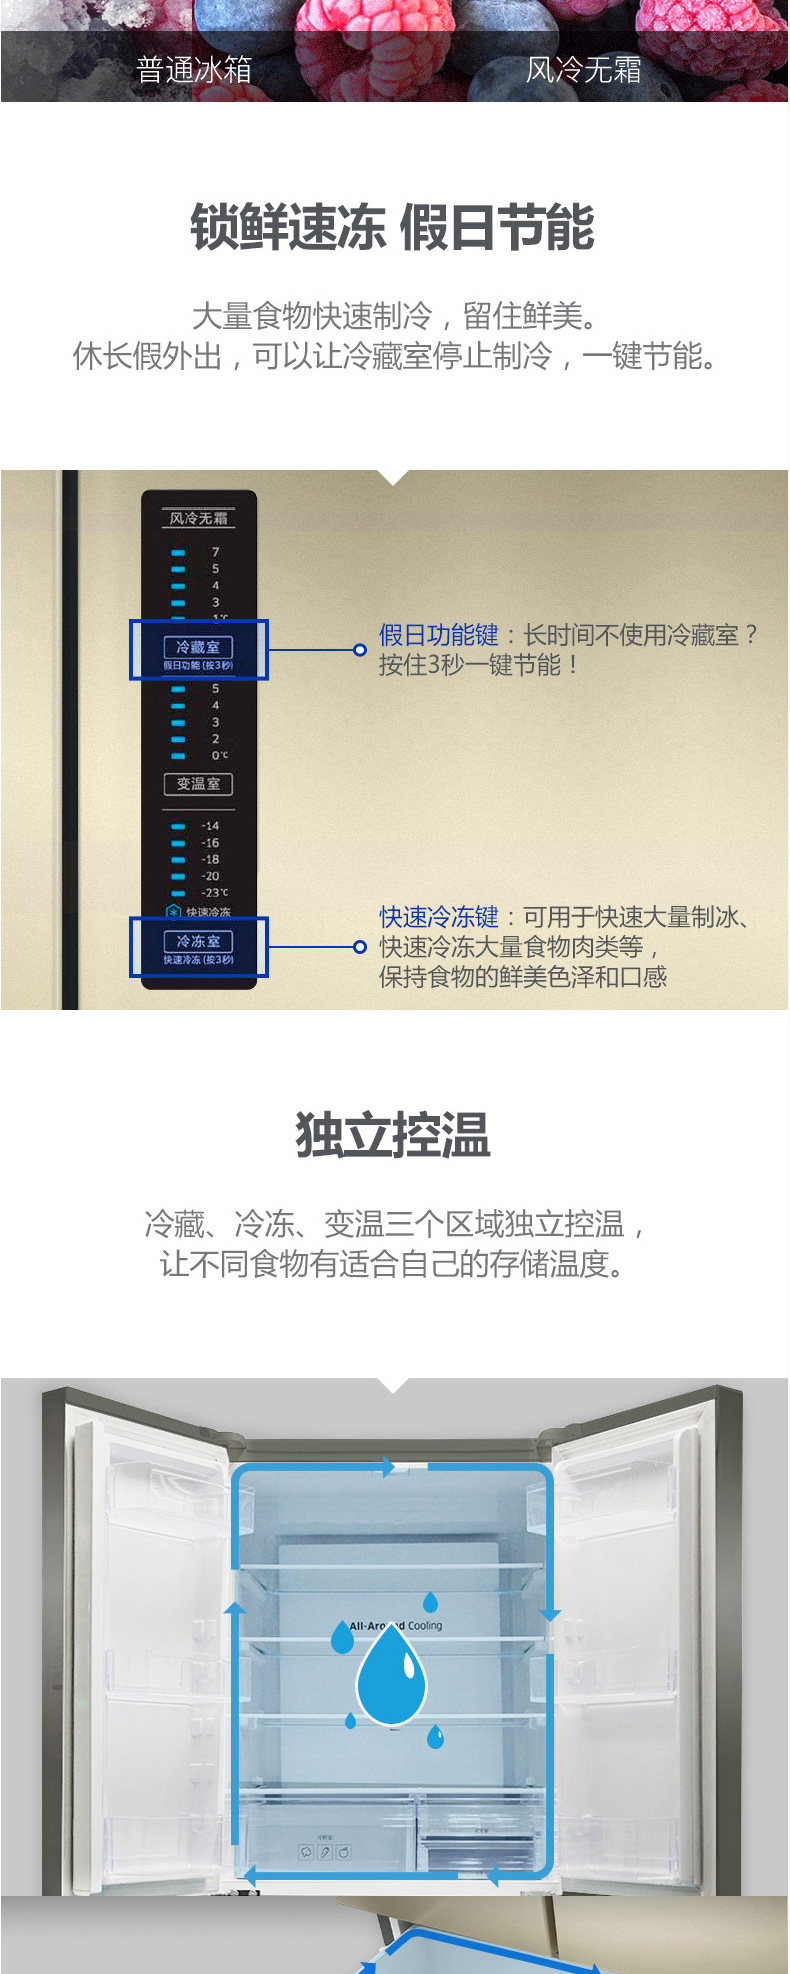 普通冰箱
风冷无霜
锁鲜速冻 假日节能
大量食物快速制冷，留住鲜美。
休长假外出，可以让冷藏室停止制冷，一键节能。
风冷无霜
7
5
4
3
1℃
冷藏室
假日功能(按3秒)
假日功能键：长时间不使用冷藏室？
按住3秒一键节能！
5
4
3
2
0℃
变温室
-14
-16
-18
-20
-23℃
快速冷冻
冷冻室
快速冷冻(按3秒)
快速冷冻键：可用于快速大量制冰、
快速冷冻大量食物肉类等，
保持食物的鲜美色泽和口感
独立控温
冷藏、冷冻、变温三个区域独立控温，
让不同食物有适合自己的存储温度。
All-Around Cooling